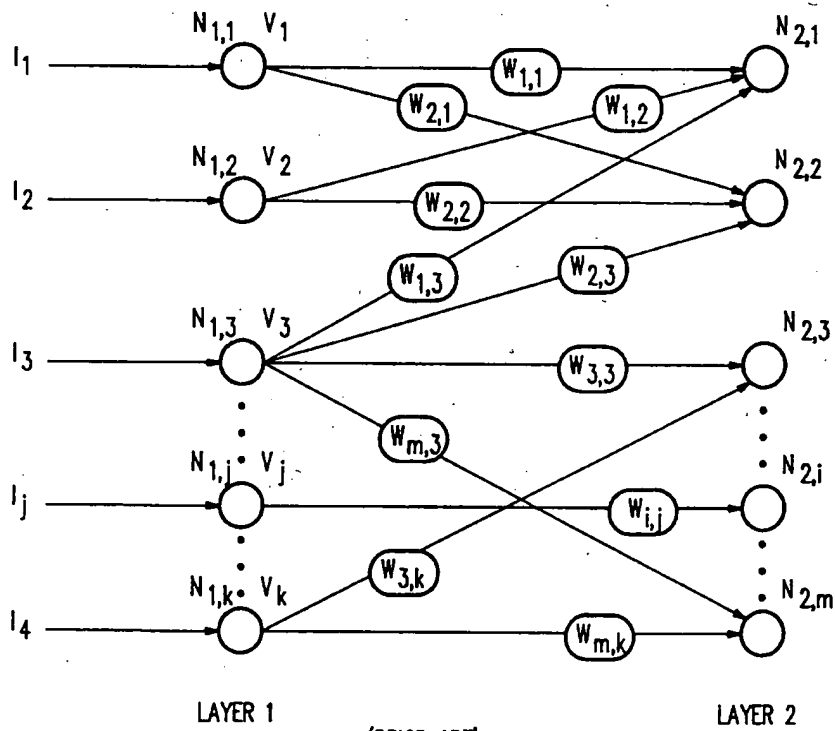 N1,1 V1 N2,1
I1 W1,1
W2,1 W1,2
N1,2 V2 N2,2
I2 W2,2
W1,3 W2,3
N1,3 V3 N2,3
I3 W3,3
Wm,3
N1,j Vj N2,i
Ij Wi,j
W3,k
N1,k Vk N2,m
I4 Wm,k
LAYER 1 LAYER 2